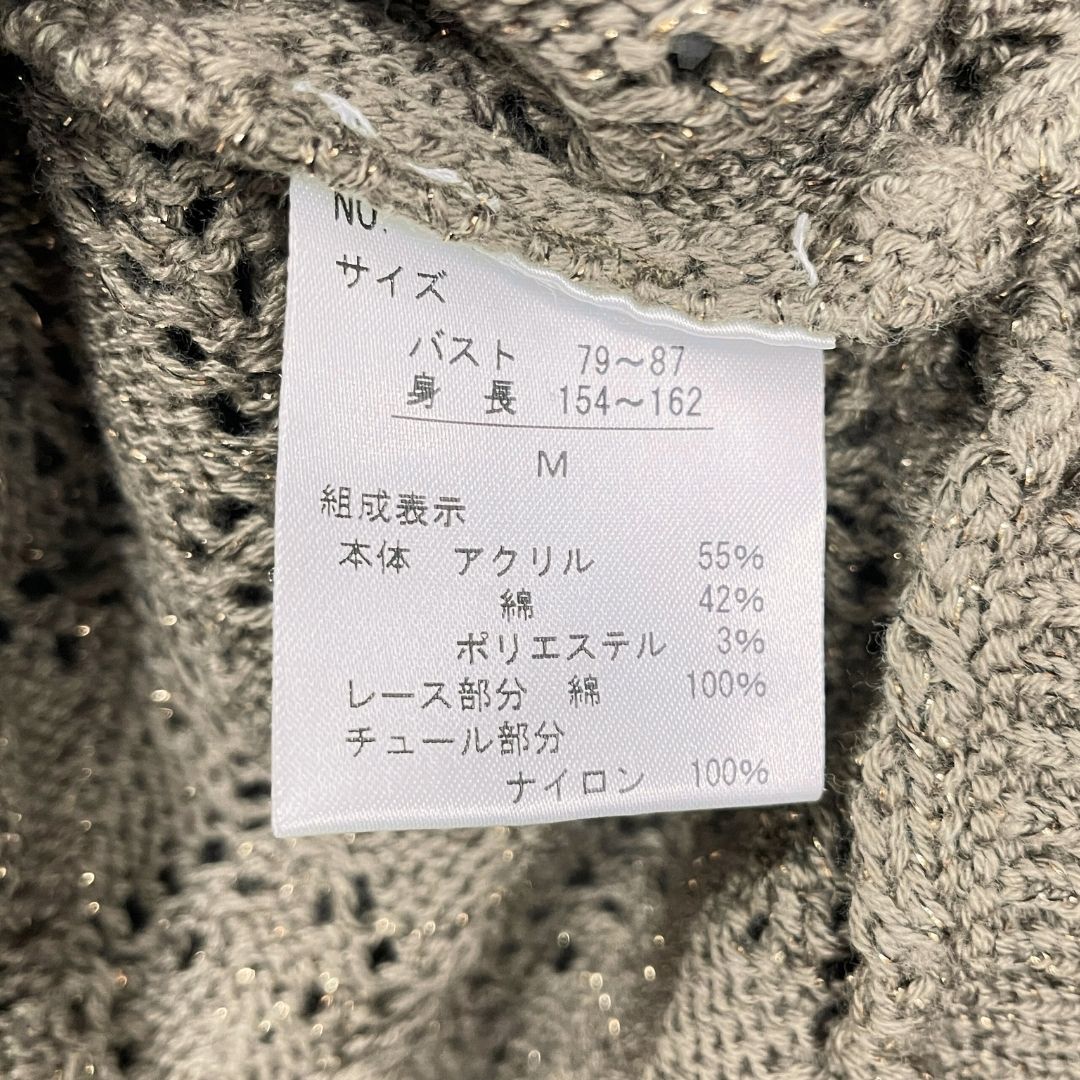 NO.
サイズ
バスト 79～87
身長 154～162
M
組成表示
本体 アクリル 55%
綿 42%
ポリエステル 3%
レース部分 綿 100%
チュール部分
ナイロン 100%